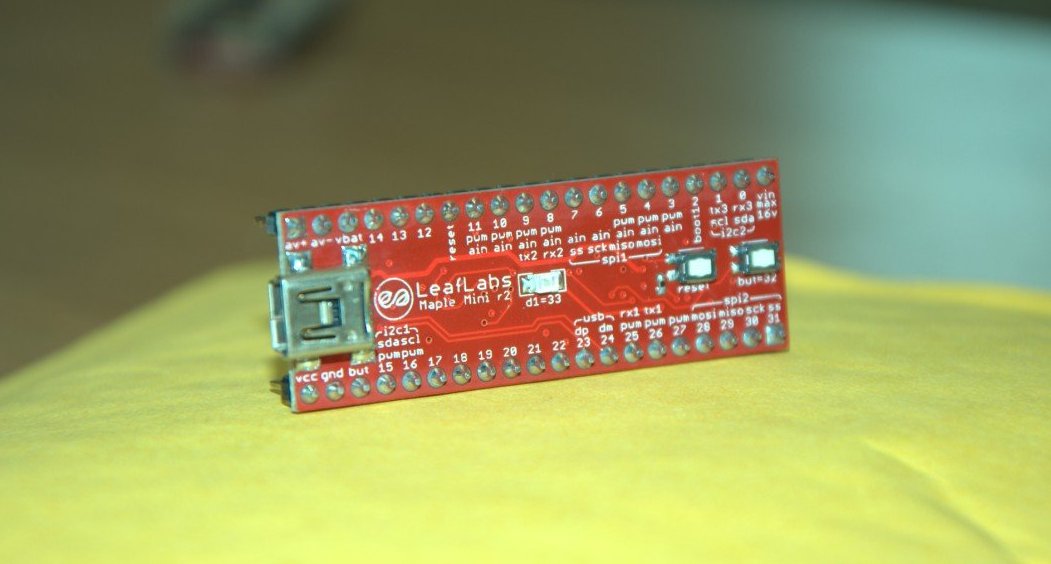 av+ av- vbat 14 13 12 reset 11 10 9 8 7 6 5 4 3 2 1 0 vin
pwm pwm pwm pwm pwm pwm pwm boot1 tx3 rx3 max
ain ain ain ain ain ain ain ain ain scl sda 16v
tx2 rx2 ss sck miso mosi i2c2
spi1
LeafLabs
Maple Mini r2
d1=33
reset
but=32
i2c1 usb rx1 tx1 spi2
sda scl dp dm pwm pwm pwm mosi miso sck ss
pwm pwm
vcc gnd but 15 16 17 18 19 20 21 22 23 24 25 26 27 28 29 30 31